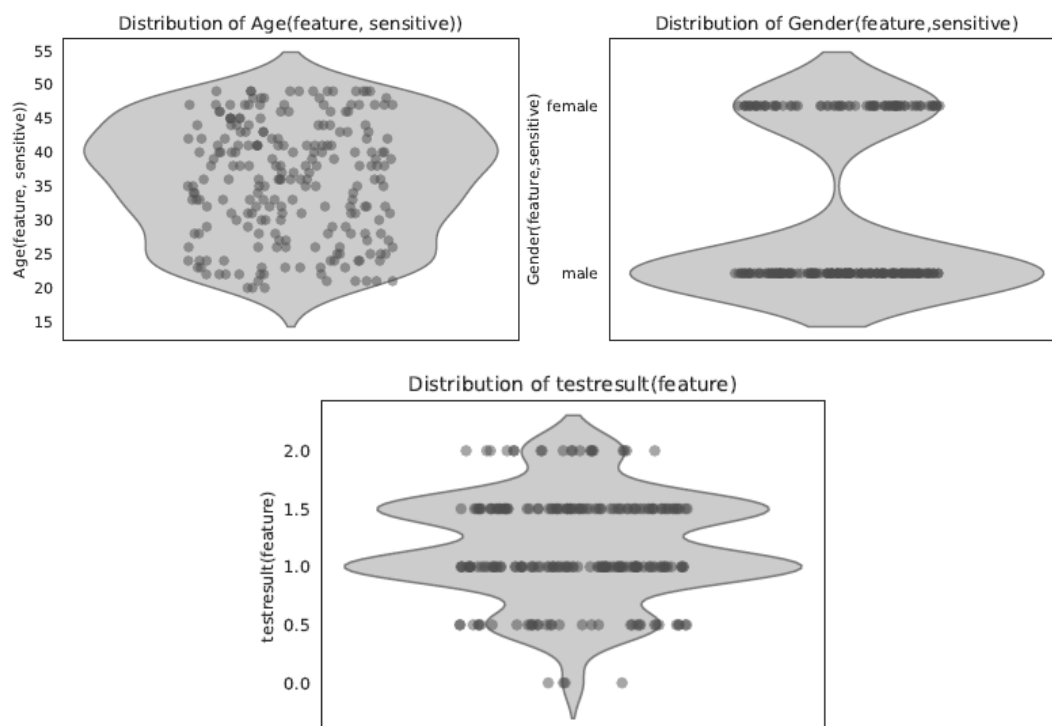 Distribution of Age(feature, sensitive))
Age(feature, sensitive))
55
50
45
40
35
30
25
20
15
Distribution of Gender(feature,sensitive)
Gender(feature,sensitive)
female
male
Distribution of testresult(feature)
testresult(feature)
2.0
1.5
1.0
0.5
0.0